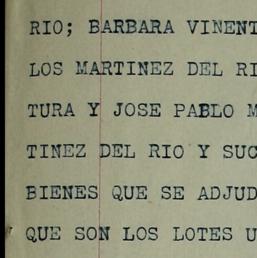 RIO; BARBARA VINENT
LOS MARTINEZ DEL RI
TURA Y JOSE PABLO M
TINEZ DEL RIO Y SUC
BIENES QUE SE ADJUD
QUE SON LOS LOTES U